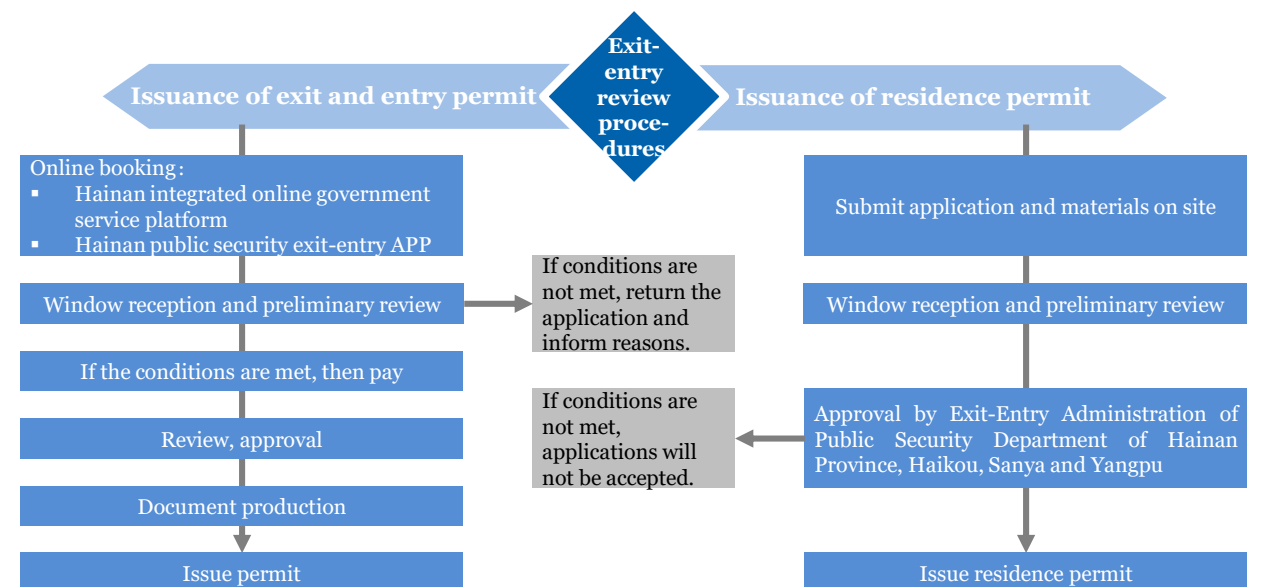 Exit-
entry
review
proce-
dures
Issuance of exit and entry permit
Issuance of residence permit
Online booking：
▪ Hainan integrated online government
service platform
▪ Hainan public security exit-entry APP
Window reception and preliminary review
If the conditions are met, then pay
Review, approval
Document production
Issue permit
If conditions are
not met, return the
application and
inform reasons.
If conditions are
not met,
applications will
not be accepted.
Submit application and materials on site
Window reception and preliminary review
Approval by Exit-Entry Administration of
Public Security Department of Hainan
Province, Haikou, Sanya and Yangpu
Issue residence permit